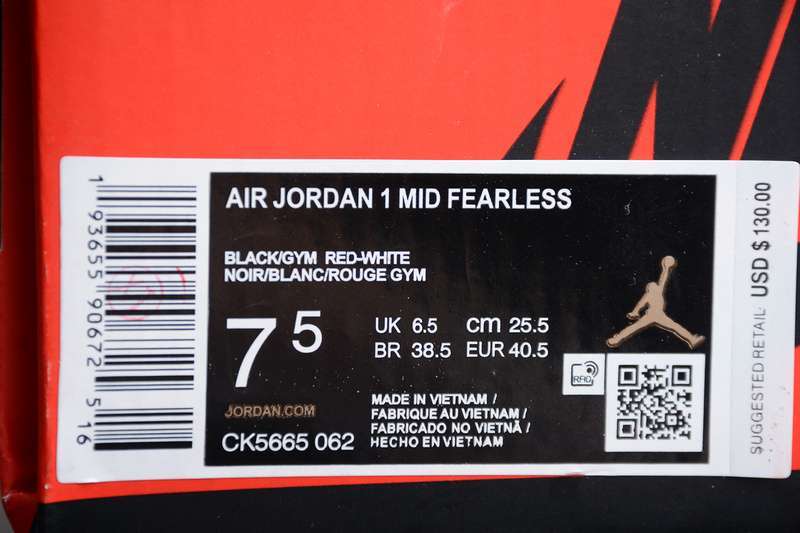 AIR JORDAN 1 MID FEARLESS
BLACK/GYM RED-WHITE
NOIR/BLANC/ROUGE GYM
7 5
UK 6.5 cm 25.5
BR 38.5 EUR 40.5
JORDAN.COM
CK5665 062
MADE IN VIETNAM /
FABRIQUE AU VIETNAM /
FABRICADO NO VIETNÃ /
HECHO EN VIETNAM
RFID
1 93655 90672 5 16
SUGGESTED RETAIL: USD $ 130.00